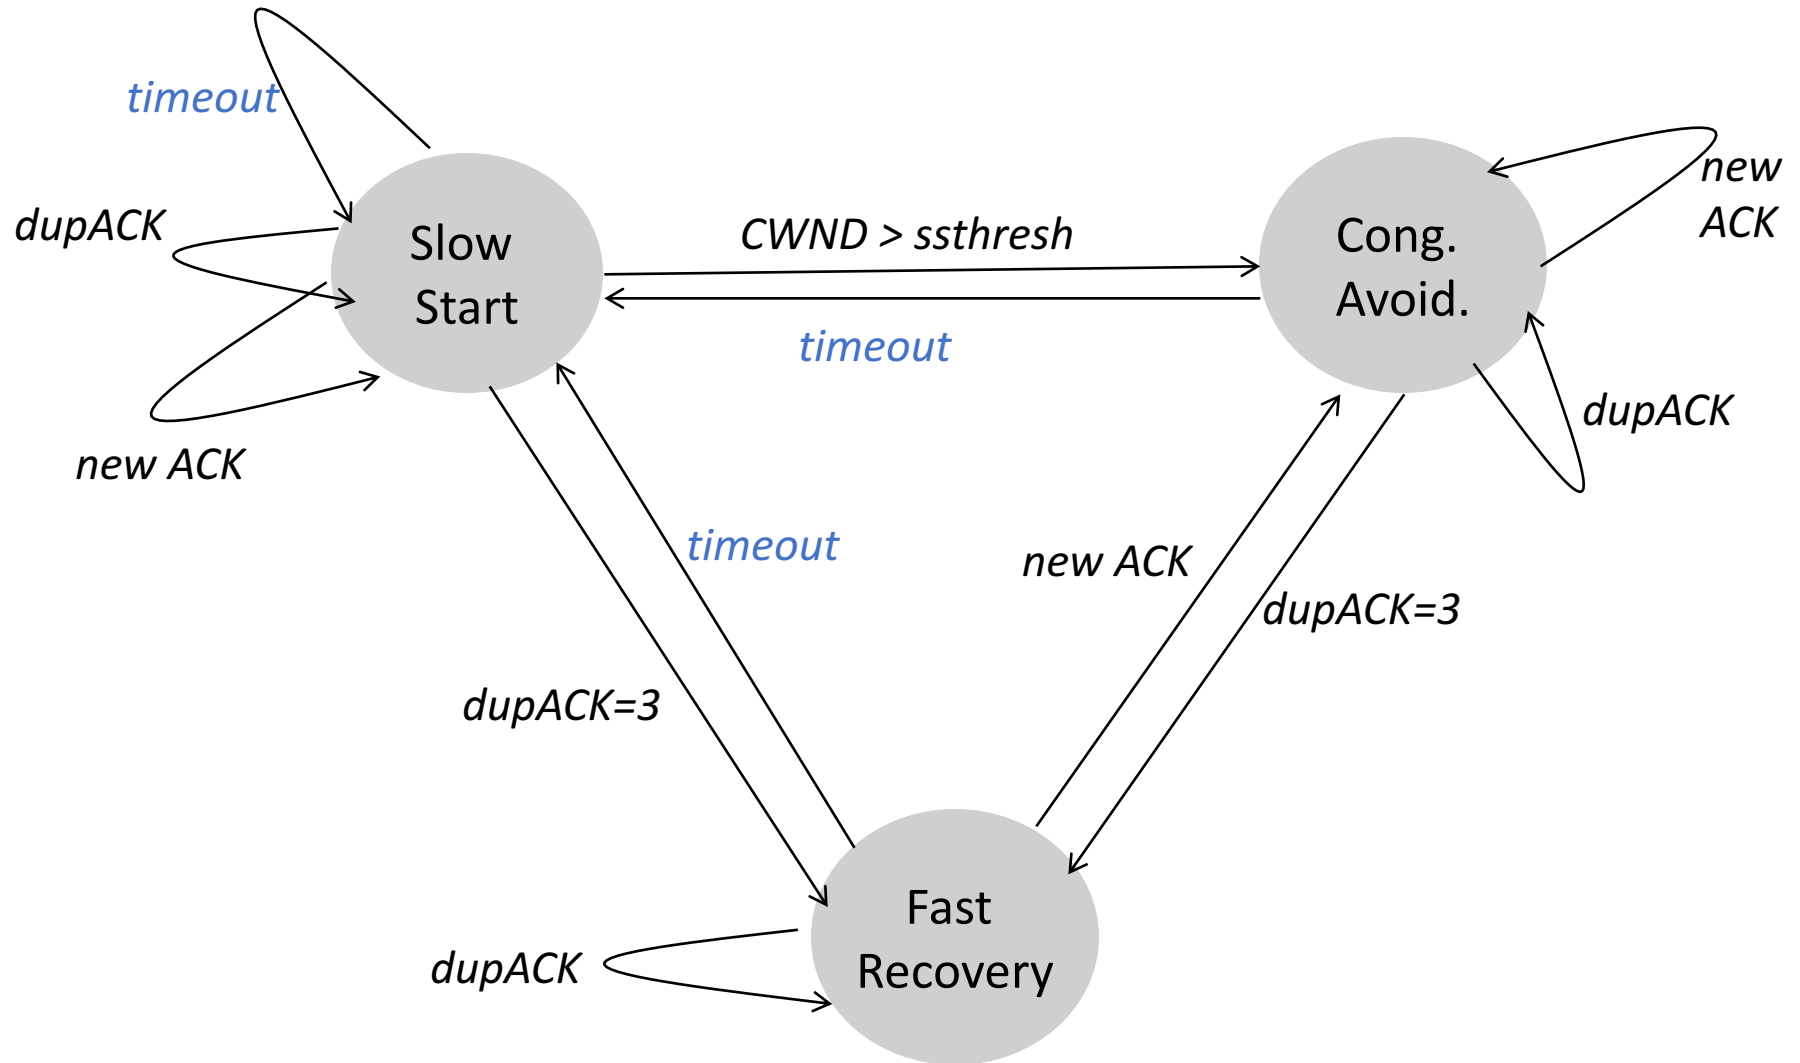 timeout
dupACK
Slow
Start
new ACK
CWND > ssthresh
timeout
Cong.
Avoid.
new
ACK
dupACK
timeout
new ACK
dupACK=3
dupACK=3
Fast
Recovery
dupACK